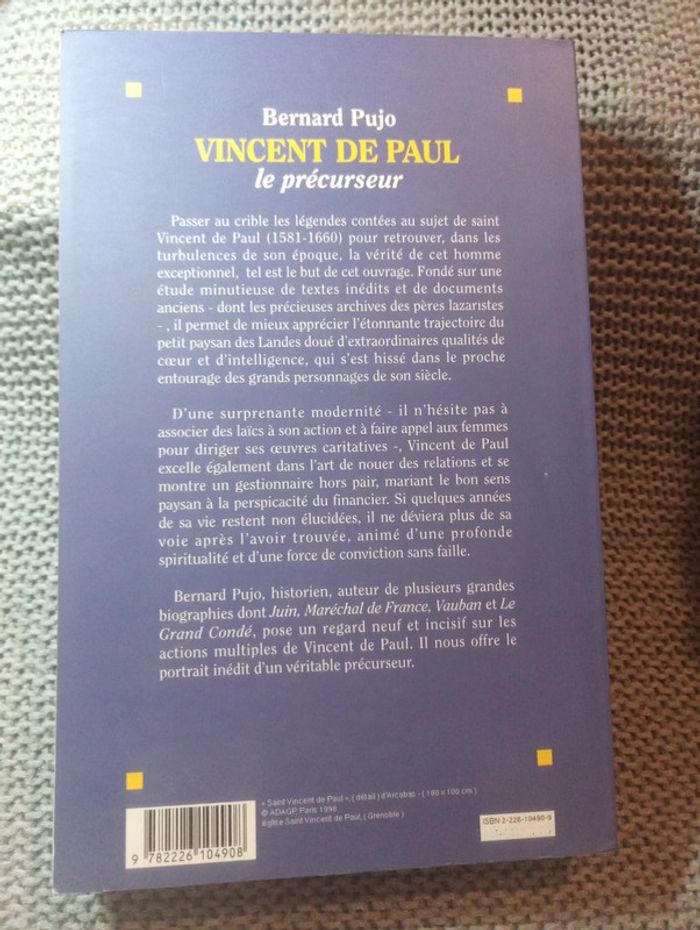 Bernard Pujo
VINCENT DE PAUL
le précurseur
Passer au crible les légendes contées au sujet de saint
Vincent de Paul (1581-1660) pour retrouver, dans les
turbulences de son époque, la vérité de cet homme
exceptionnel, tel est le but de cet ouvrage. Fondé sur une
étude minutieuse de textes inédits et de documents
anciens - dont les précieuses archives des pères lazaristes
- , il permet de mieux apprécier l'étonnante trajectoire du
petit paysan des Landes doué d'extraordinaires qualités de
cœur et d'intelligence, qui s'est hissé dans le proche
entourage des grands personnages de son siècle.
D'une surprenante modernité - il n'hésite pas à
associer des laïcs à son action et à faire appel aux femmes
pour diriger ses œuvres caritatives -, Vincent de Paul
excelle également dans l'art de nouer des relations et se
montre un gestionnaire hors pair, mariant le bon sens
paysan à la perspicacité du financier. Si quelques années
de sa vie restent non élucidées, il ne déviera plus de sa
voie après l'avoir trouvée, animé d'une profonde
spiritualité et d'une force de conviction sans faille.
Bernard Pujo, historien, auteur de plusieurs grandes
biographies dont Juin, Maréchal de France, Vauban et Le
Grand Condé, pose un regard neuf et incisif sur les
actions multiples de Vincent de Paul. Il nous offre le
portrait inédit d'un véritable précurseur.
« Saint Vincent de Paul », ( détail ) d'Arcabas - ( 180 x 100 cm )
© ADAGP Paris 1998
église Saint Vincent de Paul, ( Grenoble )
ISBN 2-226-10490-9
9 782226 104908